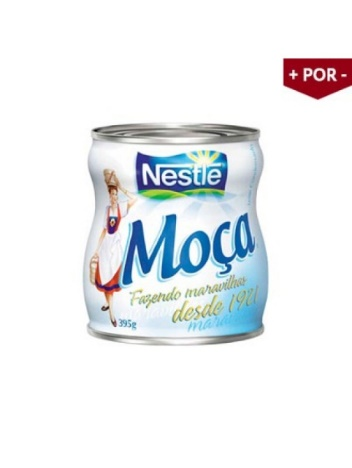 + POR -
Nestlé
Moça
Fazendo maravilhas
desde 1921
395g